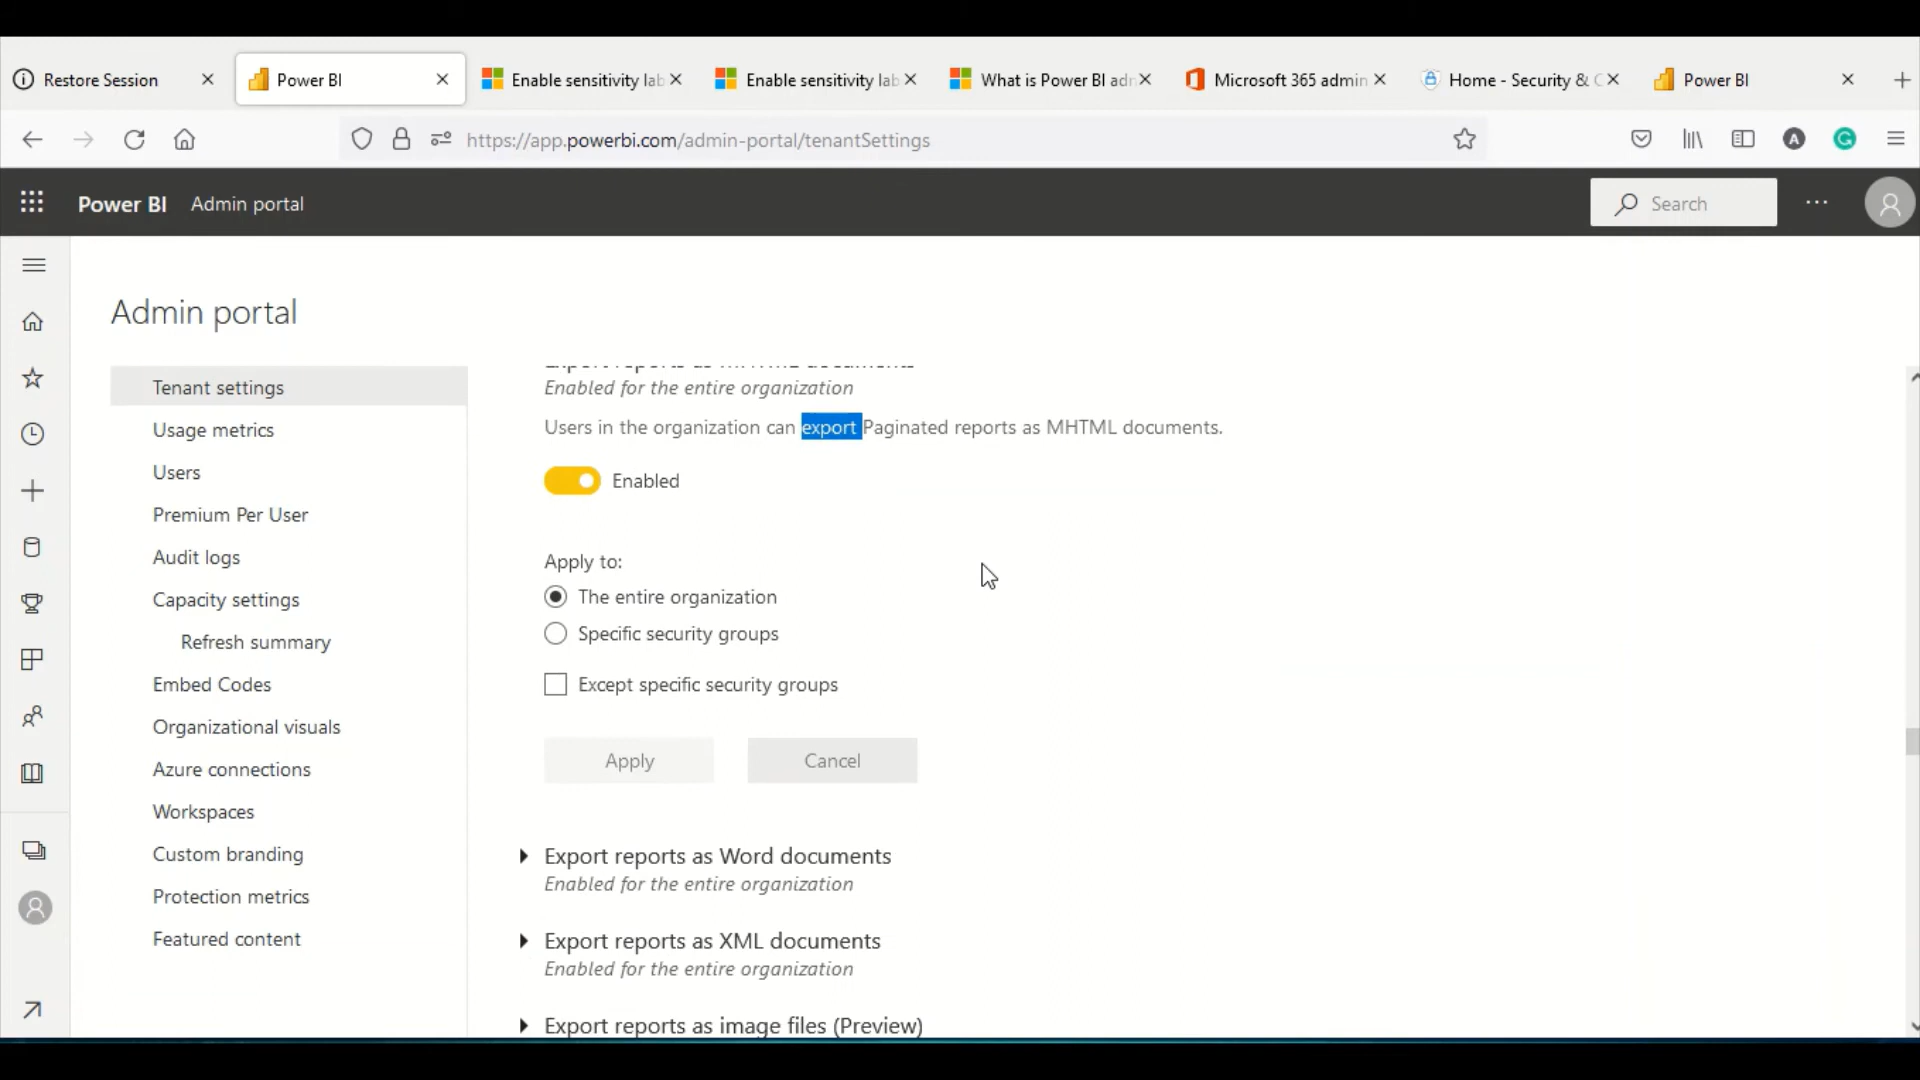 Restore Session
Power BI
Enable sensitivity lab
Enable sensitivity lab
What is Power BI adn
Microsoft 365 admin
Home - Security & C
Power BI
https://app.powerbi.com/admin-portal/tenantSettings
A
G
Power BI Admin portal
Search
Admin portal
Tenant settings
Usage metrics
Users
Premium Per User
Audit logs
Capacity settings
Refresh summary
Embed Codes
Organizational visuals
Azure connections
Workspaces
Custom branding
Protection metrics
Featured content
Export reports as MHTML documents
Enabled for the entire organization
Users in the organization can export Paginated reports as MHTML documents.
Enabled
Apply to:
The entire organization
Specific security groups
Except specific security groups
Apply
Cancel
Export reports as Word documents
Enabled for the entire organization
Export reports as XML documents
Enabled for the entire organization
Export reports as image files (Preview)